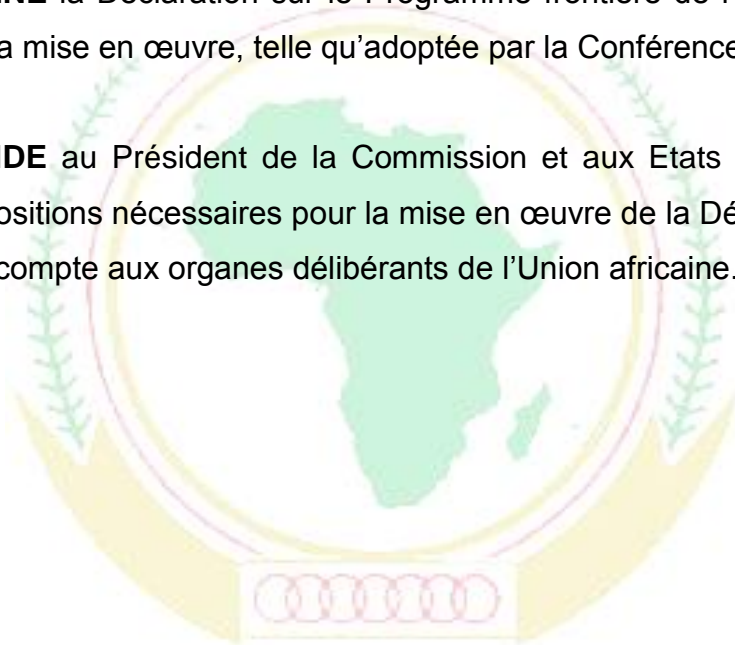 NE la Déclaration sur le Programme frontière de l
a mise en œuvre, telle qu’adoptée par la Conférence
DE au Président de la Commission et aux Etats
ositions nécessaires pour la mise en œuvre de la Dé
compte aux organes délibérants de l’Union africaine.